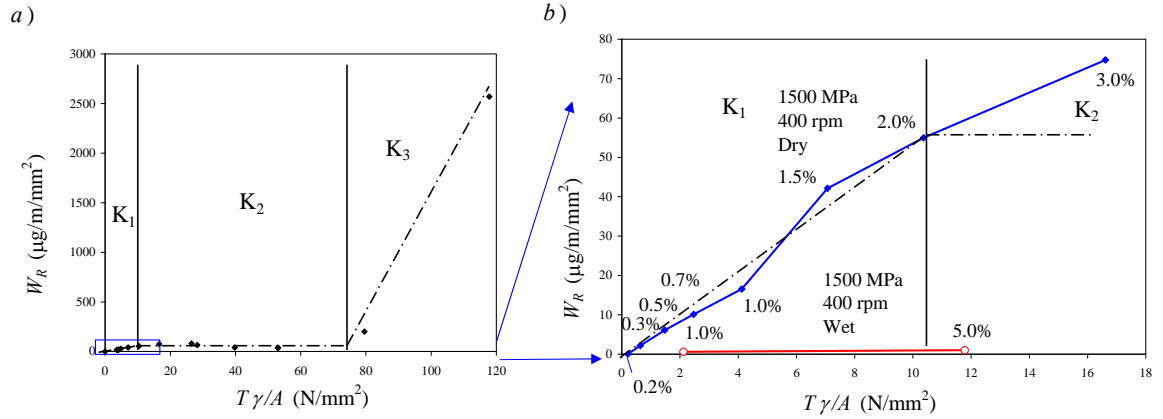 a)
3000
2500
2000
1500
1000
500
0
W_R (µg/m/mm²)
K₁
K₂
K₃
0 20 40 60 80 100 120
Tγ/A (N/mm²)
b)
80
70
60
50
40
30
20
10
0
W_R (µg/m/mm²)
K₁
1500 MPa
400 rpm
Dry
2.0%
3.0%
K₂
1.5%
0.7%
0.5%
0.3%
1.0%
1.0%
1500 MPa
400 rpm
Wet
5.0%
0.2%
0 2 4 6 8 10 12 14 16 18
Tγ/A (N/mm²)